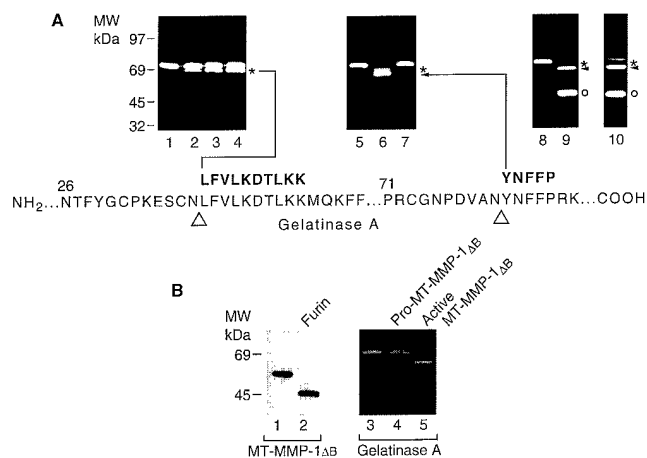 A
MW
kDa
97
69
45
32
*
*
*
o
*
o
1 2 3 4
5 6 7
8 9
10
LFVLKDTLKK
YNFFP
26
71
NH2...NTFYGCPKESCNLFVLKDTLKKMQKFF...PRCGNPDVANYNFFPRK...COOH
Gelatinase A
B
MW
kDa
69
45
Furin
Pro-MT-MMP-1ΔB
Active
MT-MMP-1ΔB
1 2
3 4 5
MT-MMP-1ΔB
Gelatinase A